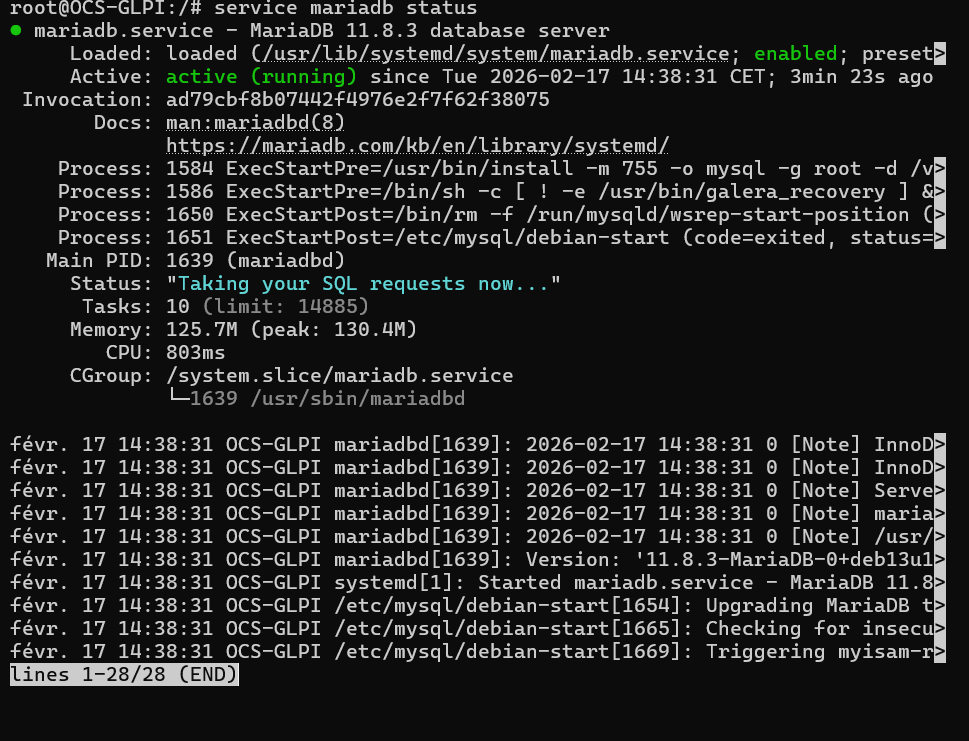 root@OCS-GLPI:/# service mariadb status
● mariadb.service - MariaDB 11.8.3 database server
Loaded: loaded (/usr/lib/systemd/system/mariadb.service; enabled; preset>
Active: active (running) since Tue 2026-02-17 14:38:31 CET; 3min 23s ago
Invocation: ad79cbf8b07442f4976e2f7f62f38075
Docs: man:mariadbd(8)
https://mariadb.com/kb/en/library/systemd/
Process: 1584 ExecStartPre=/usr/bin/install -m 755 -o mysql -g root -d /v>
Process: 1586 ExecStartPre=/bin/sh -c [ ! -e /usr/bin/galera_recovery ] &>
Process: 1650 ExecStartPost=/bin/rm -f /run/mysqld/wsrep-start-position (>
Process: 1651 ExecStartPost=/etc/mysql/debian-start (code=exited, status=>
Main PID: 1639 (mariadbd)
Status: "Taking your SQL requests now..."
Tasks: 10 (limit: 14885)
Memory: 125.7M (peak: 130.4M)
CPU: 803ms
CGroup: /system.slice/mariadb.service
└─1639 /usr/sbin/mariadbd
févr. 17 14:38:31 OCS-GLPI mariadbd[1639]: 2026-02-17 14:38:31 0 [Note] InnoD>
févr. 17 14:38:31 OCS-GLPI mariadbd[1639]: 2026-02-17 14:38:31 0 [Note] InnoD>
févr. 17 14:38:31 OCS-GLPI mariadbd[1639]: 2026-02-17 14:38:31 0 [Note] Serve>
févr. 17 14:38:31 OCS-GLPI mariadbd[1639]: 2026-02-17 14:38:31 0 [Note] maria>
févr. 17 14:38:31 OCS-GLPI mariadbd[1639]: 2026-02-17 14:38:31 0 [Note] /usr/>
févr. 17 14:38:31 OCS-GLPI mariadbd[1639]: Version: '11.8.3-MariaDB-0+deb13u1>
févr. 17 14:38:31 OCS-GLPI systemd[1]: Started mariadb.service - MariaDB 11.8>
févr. 17 14:38:31 OCS-GLPI /etc/mysql/debian-start[1654]: Upgrading MariaDB t>
févr. 17 14:38:31 OCS-GLPI /etc/mysql/debian-start[1665]: Checking for insecu>
févr. 17 14:38:31 OCS-GLPI /etc/mysql/debian-start[1669]: Triggering myisam-r>
lines 1-28/28 (END)